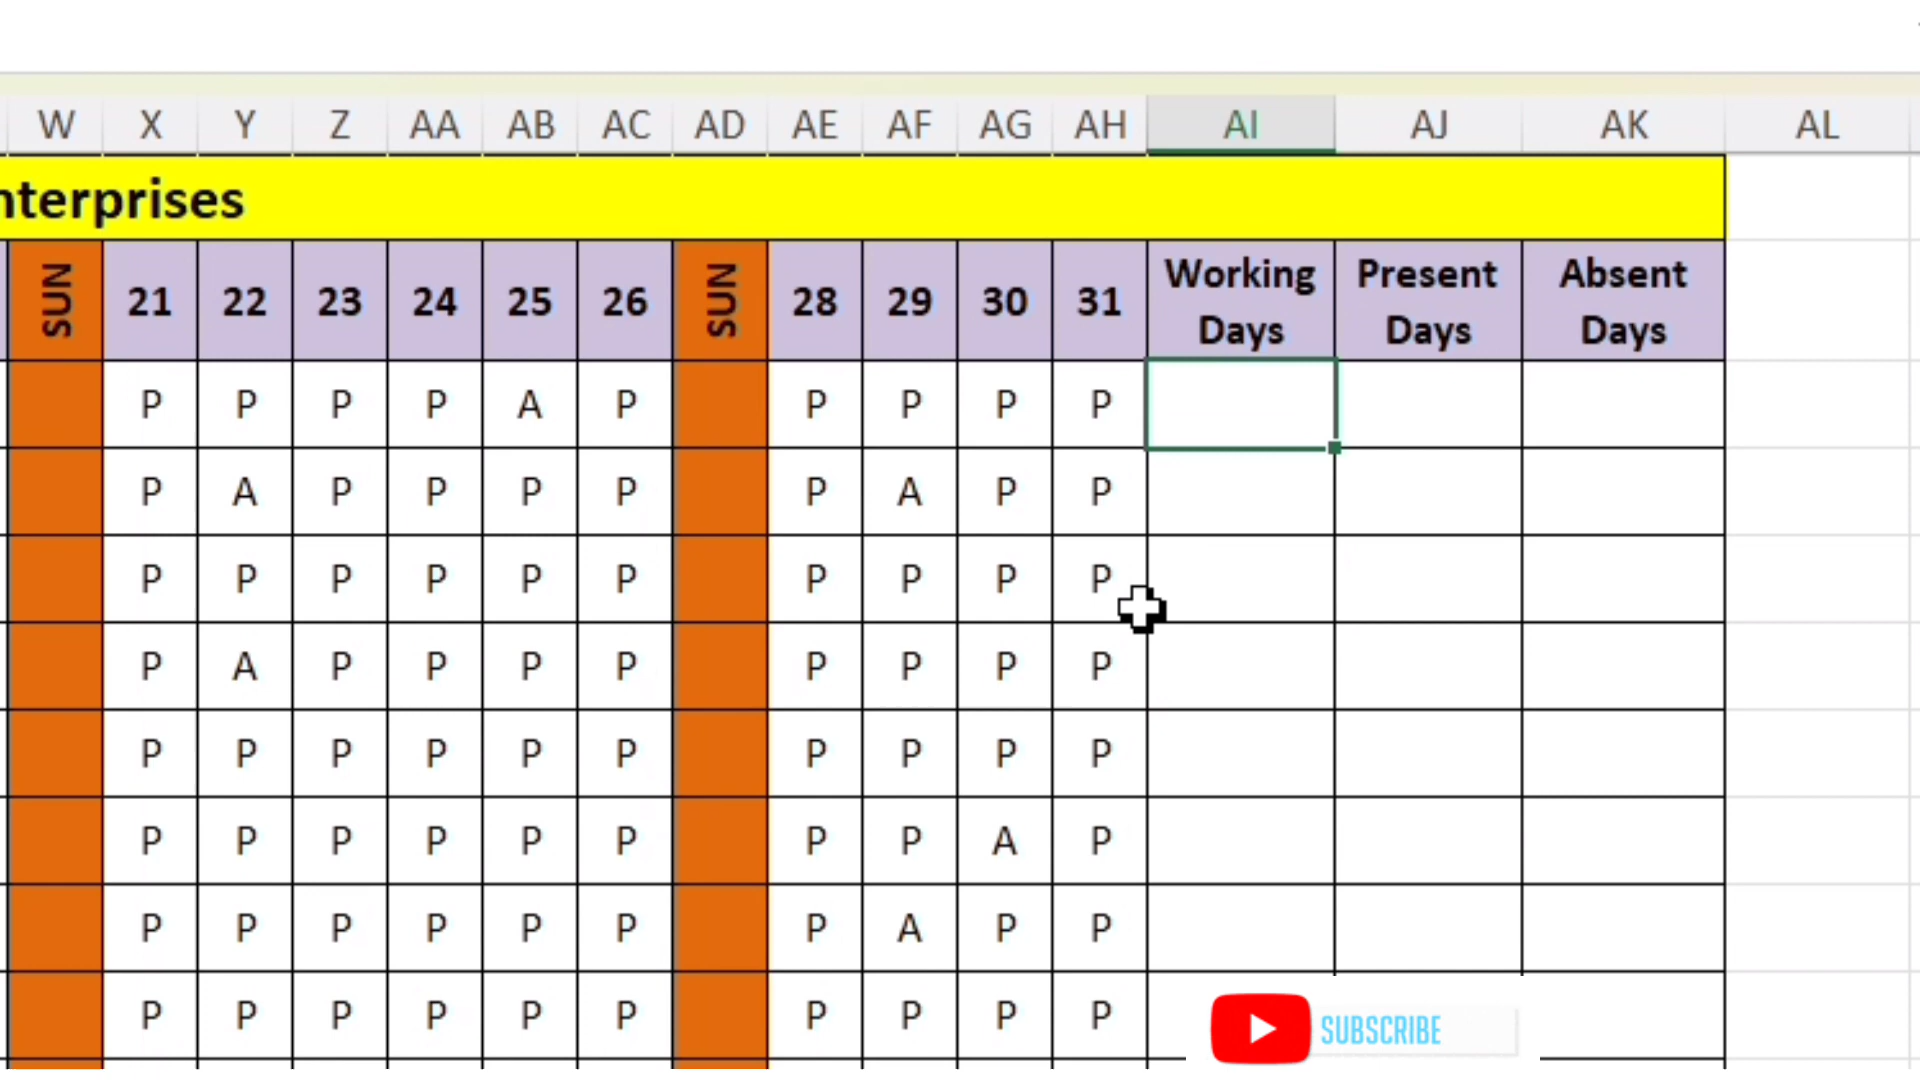 W X Y Z AA AB AC AD AE AF AG AH AI AJ AK AL
nterprises
SUN 21 22 23 24 25 26 SUN 28 29 30 31 Working Days Present Days Absent Days
P P P P A P P P P P
P A P P P P P A P P
P P P P P P P P P P
P A P P P P P P P P
P P P P P P P P P P
P P P P P P P P A P
P P P P P P P A P P
P P P P P P P P P P
SUBSCRIBE